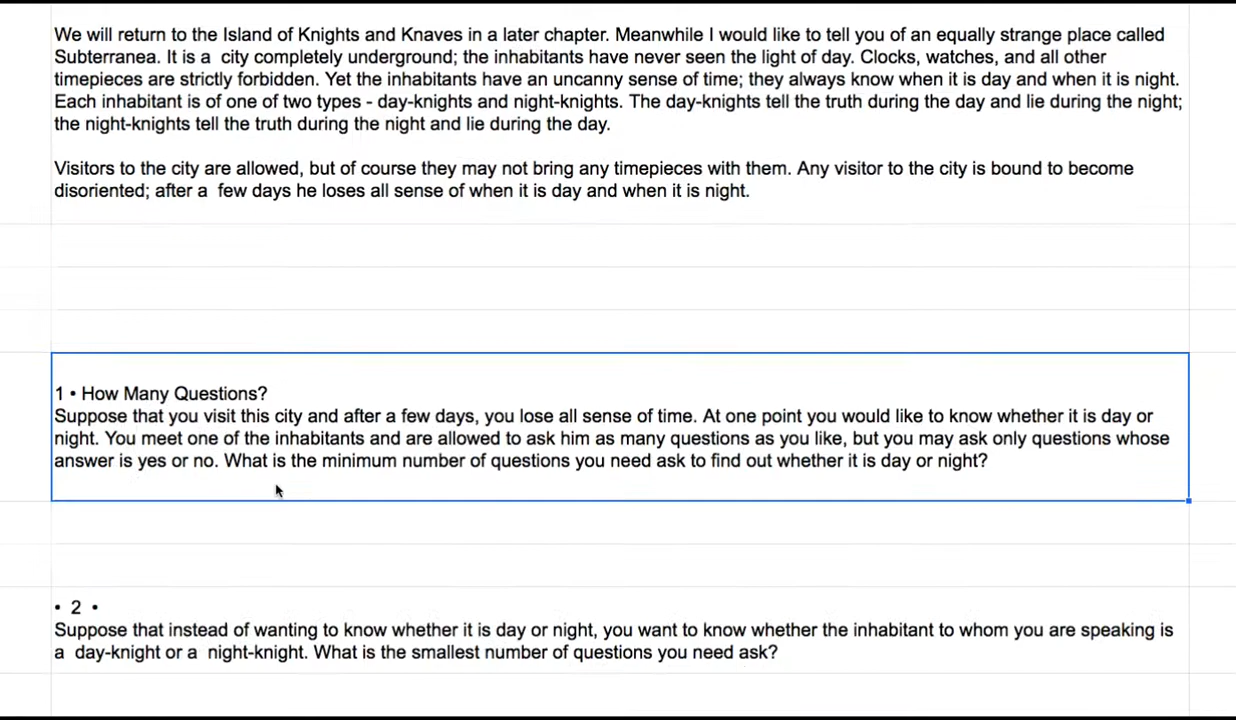 We will return to the Island of Knights and Knaves in a later chapter. Meanwhile I would like to tell you of an equally strange place called
Subterranea. It is a city completely underground; the inhabitants have never seen the light of day. Clocks, watches, and all other
timepieces are strictly forbidden. Yet the inhabitants have an uncanny sense of time; they always know when it is day and when it is night.
Each inhabitant is of one of two types - day-knights and night-knights. The day-knights tell the truth during the day and lie during the night;
the night-knights tell the truth during the night and lie during the day.
Visitors to the city are allowed, but of course they may not bring any timepieces with them. Any visitor to the city is bound to become
disoriented; after a few days he loses all sense of when it is day and when it is night.
1 • How Many Questions?
Suppose that you visit this city and after a few days, you lose all sense of time. At one point you would like to know whether it is day or
night. You meet one of the inhabitants and are allowed to ask him as many questions as you like, but you may ask only questions whose
answer is yes or no. What is the minimum number of questions you need ask to find out whether it is day or night?
• 2 •
Suppose that instead of wanting to know whether it is day or night, you want to know whether the inhabitant to whom you are speaking is
a day-knight or a night-knight. What is the smallest number of questions you need ask?